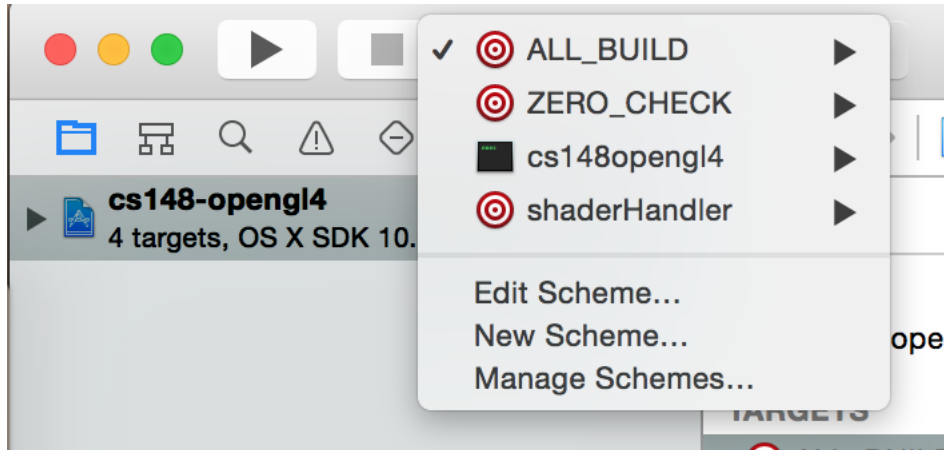 ALL_BUILD
ZERO_CHECK
cs148opengl4
shaderHandler
cs148-opengl4
4 targets, OS X SDK 10.
Edit Scheme...
New Scheme...
Manage Schemes...
ope
TARGETS